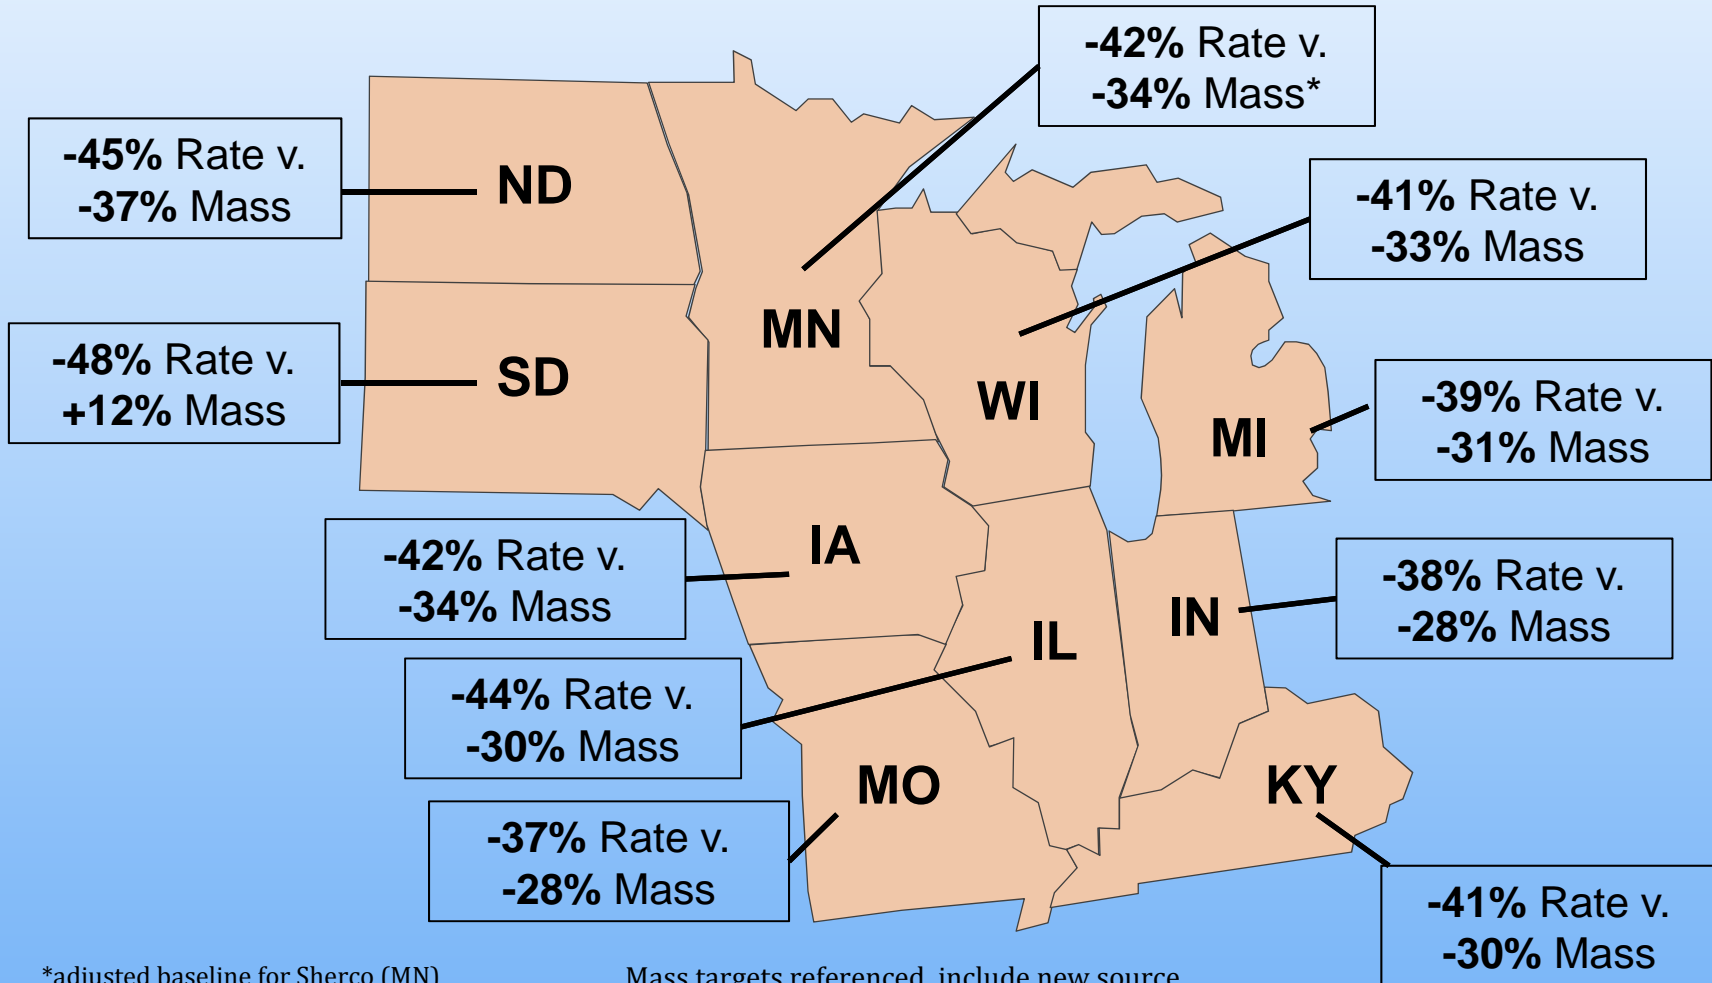 -42% Rate v.
-34% Mass*
-45% Rate v.
-37% Mass
ND
-41% Rate v.
-33% Mass
MN
-48% Rate v.
+12% Mass
SD
WI
-39% Rate v.
-31% Mass
MI
-42% Rate v.
-34% Mass
IA
-38% Rate v.
-28% Mass
IN
IL
-44% Rate v.
-30% Mass
MO
KY
-37% Rate v.
-28% Mass
-41% Rate v.
-30% Mass
*adjusted baseline for Sherco (MN)
Mass targets referenced include new source